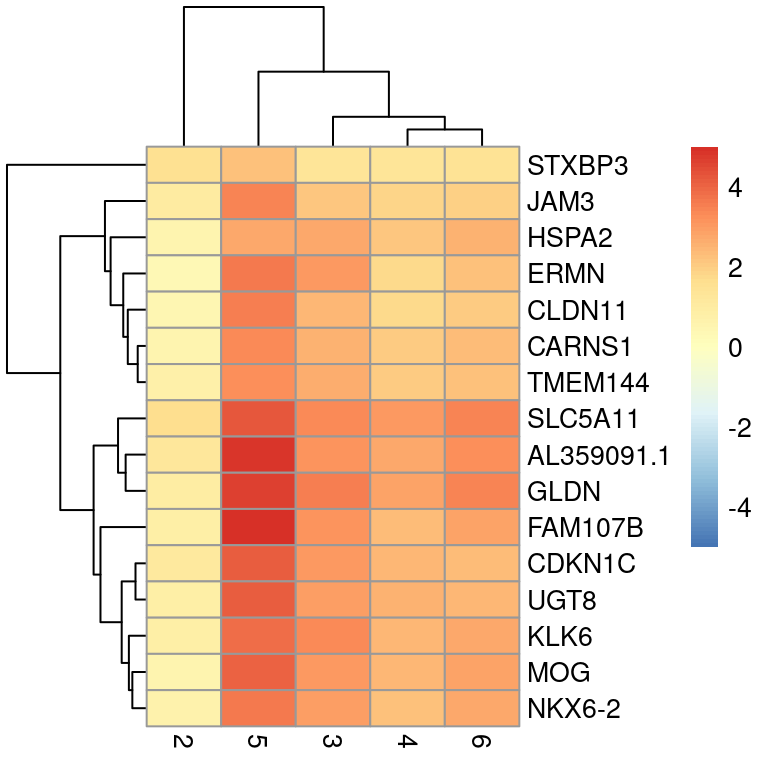 STXBP3
JAM3
HSPA2
ERMN
CLDN11
CARNS1
TMEM144
SLC5A11
AL359091.1
GLDN
FAM107B
CDKN1C
UGT8
KLK6
MOG
NKX6-2
2 5 3 4 6
4
2
0
-2
-4